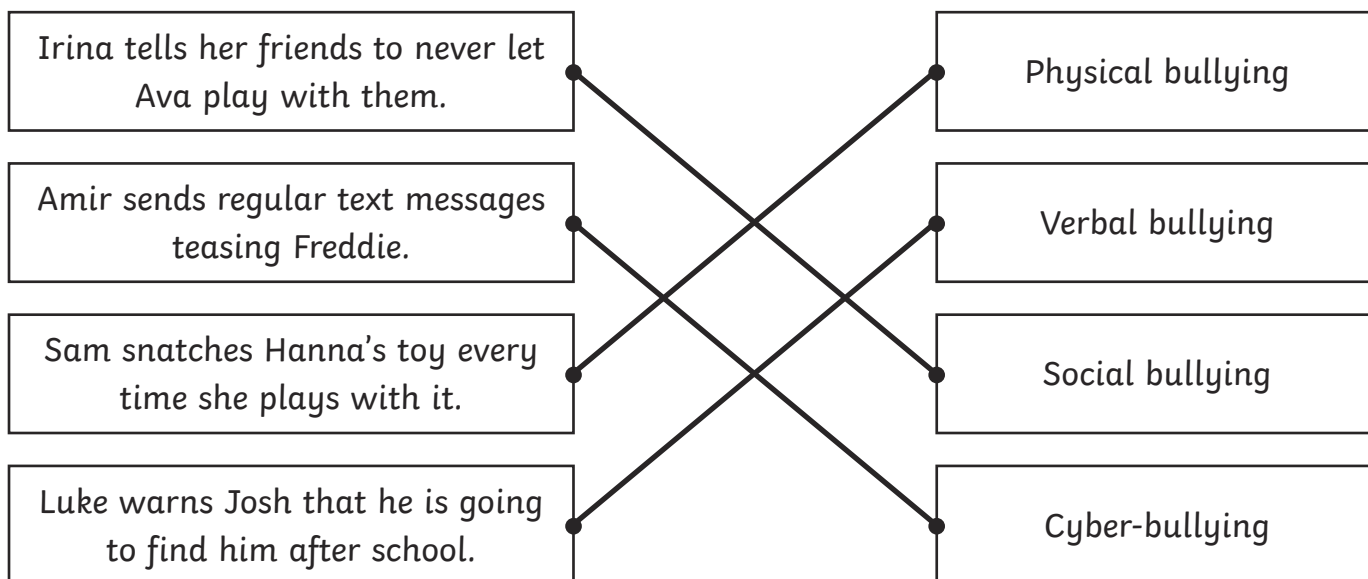 Irina tells her friends to never let
Ava play with them.
Physical bullying
Amir sends regular text messages
teasing Freddie.
Verbal bullying
Sam snatches Hanna's toy every
time she plays with it.
Social bullying
Luke warns Josh that he is going
to find him after school.
Cyber-bullying